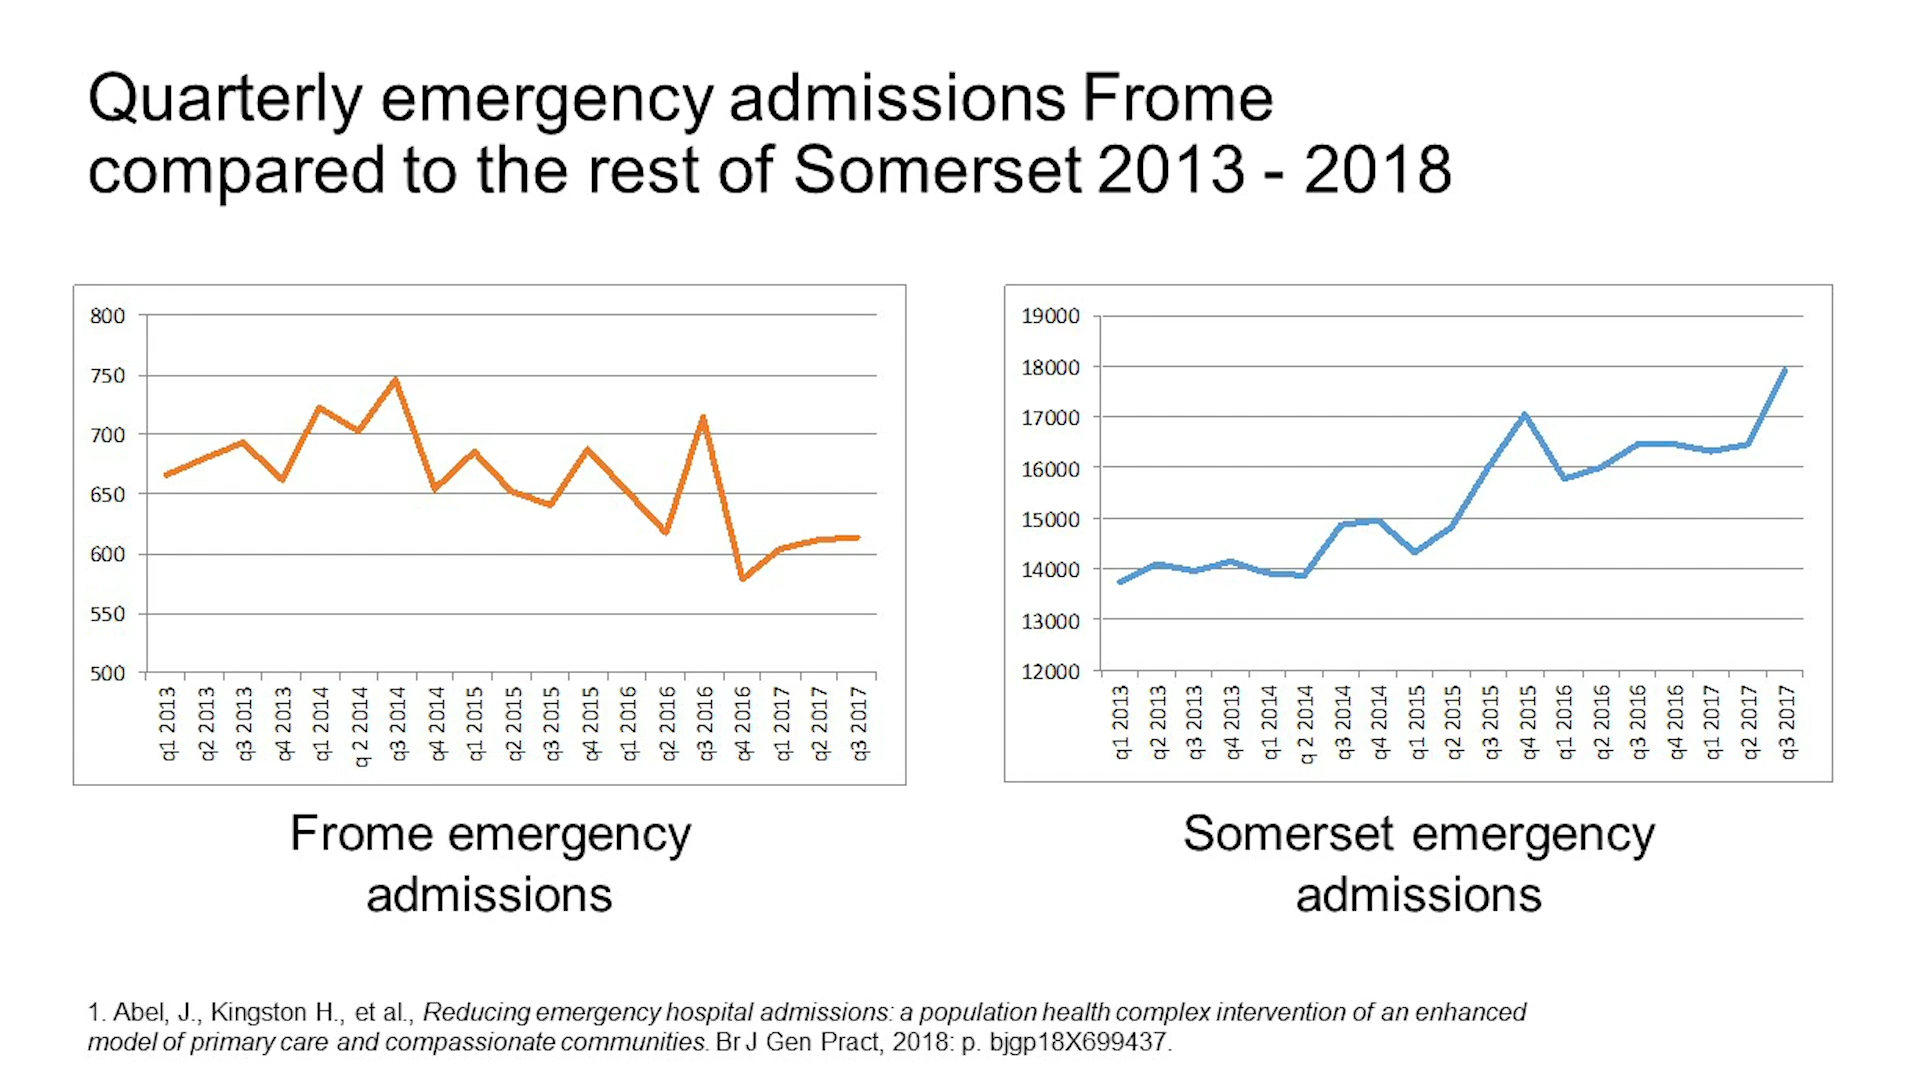 Quarterly emergency admissions Frome
compared to the rest of Somerset 2013 - 2018
800
750
700
650
600
550
500
q1 2013
q2 2013
q3 2013
q4 2013
q1 2014
q 2 2014
q3 2014
q4 2014
q1 2015
q2 2015
q3 2015
q4 2015
q1 2016
q2 2016
q3 2016
q4 2016
q1 2017
q2 2017
q3 2017
Frome emergency
admissions
19000
18000
17000
16000
15000
14000
13000
12000
q1 2013
q2 2013
q3 2013
q4 2013
q1 2014
q 2 2014
q3 2014
q4 2014
q1 2015
q2 2015
q3 2015
q4 2015
q1 2016
q2 2016
q3 2016
q4 2016
q1 2017
q2 2017
q3 2017
Somerset emergency
admissions
1. Abel, J., Kingston H., et al., Reducing emergency hospital admissions: a population health complex intervention of an enhanced
model of primary care and compassionate communities. Br J Gen Pract, 2018: p. bjgp18X699437.